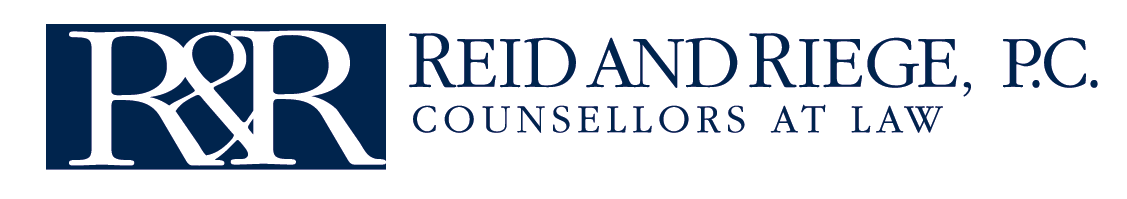 R&R
REID AND RIEGE, P.C.
COUNSELLORS AT LAW